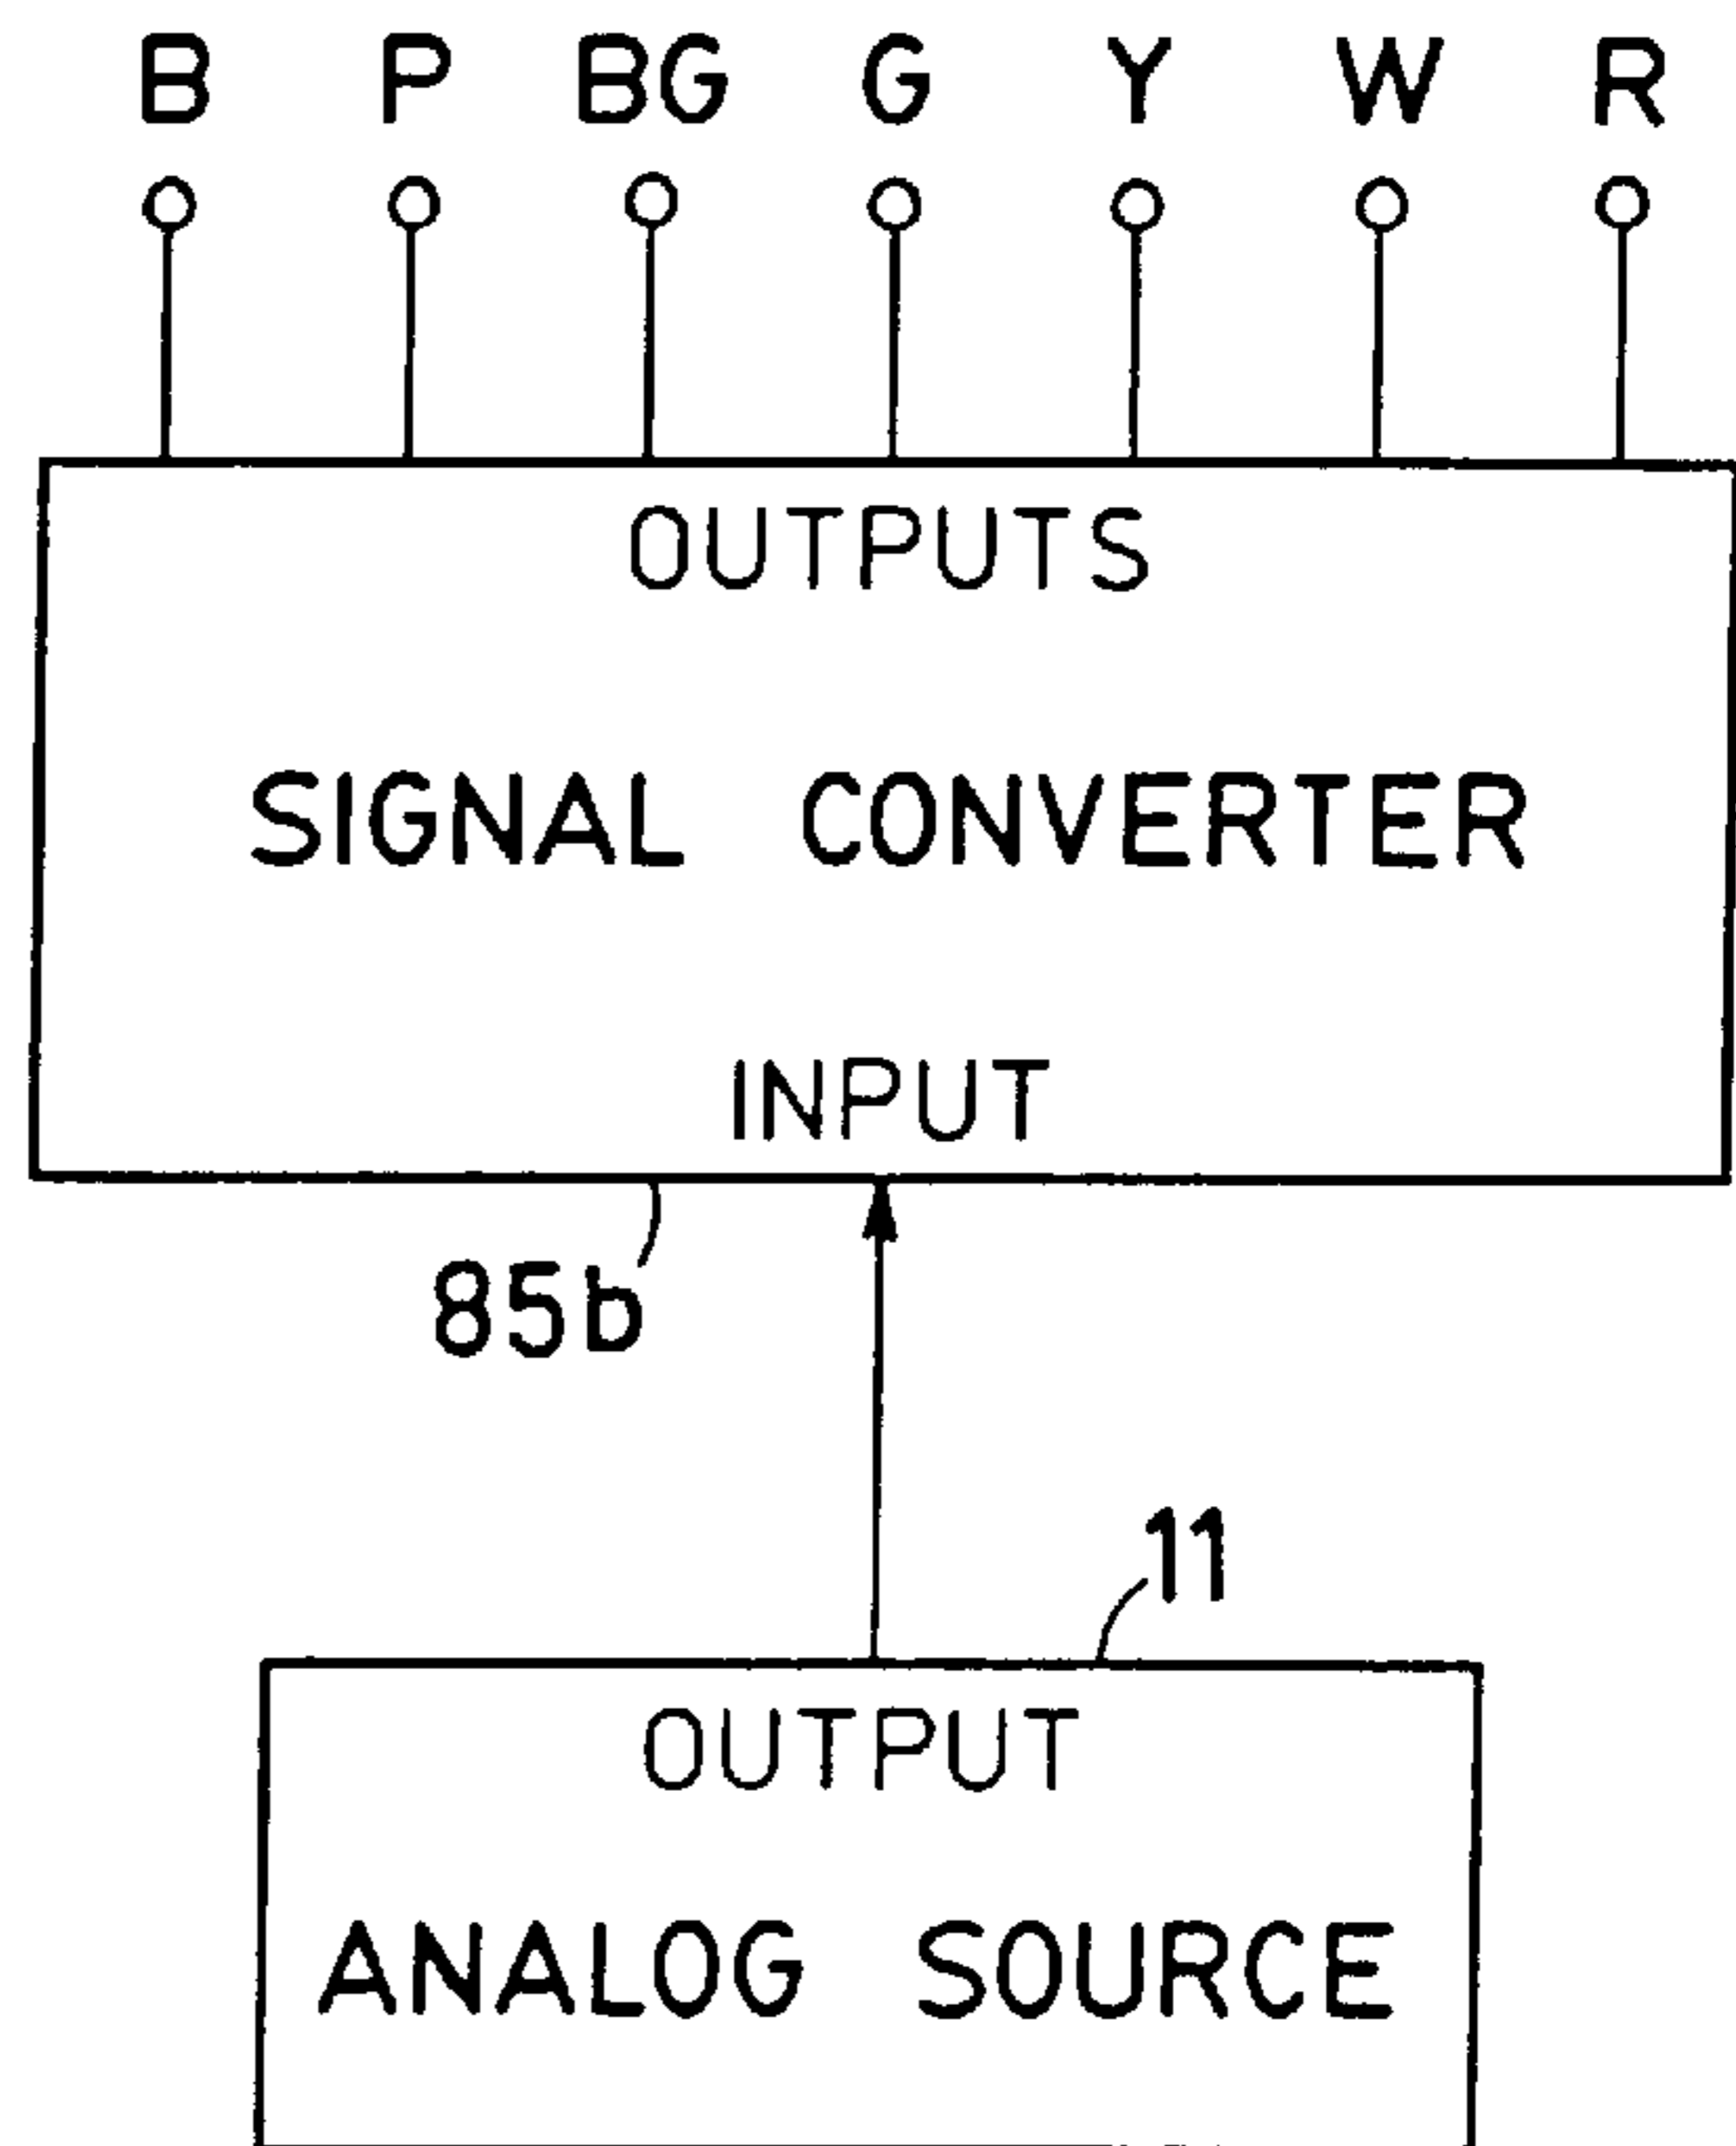 B P BG G Y W R
OUTPUTS
SIGNAL CONVERTER
INPUT
85b
11
OUTPUT
ANALOG SOURCE